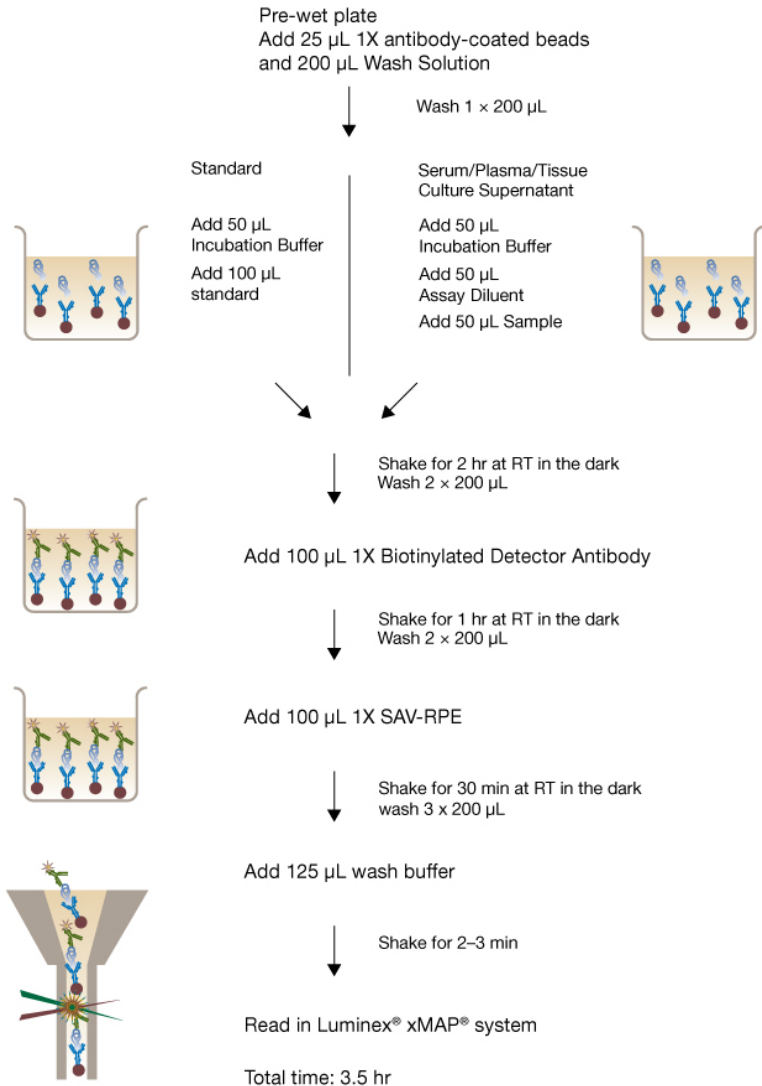 Pre-wet plate
Add 25 µL 1X antibody-coated beads
and 200 µL Wash Solution
Wash 1 × 200 µL
Standard
Add 50 µL
Incubation Buffer
Add 100 µL
standard
Serum/Plasma/Tissue
Culture Supernatant
Add 50 µL
Incubation Buffer
Add 50 µL
Assay Diluent
Add 50 µL Sample
Shake for 2 hr at RT in the dark
Wash 2 × 200 µL
Add 100 µL 1X Biotinylated Detector Antibody
Shake for 1 hr at RT in the dark
Wash 2 × 200 µL
Add 100 µL 1X SAV-RPE
Shake for 30 min at RT in the dark
wash 3 x 200 µL
Add 125 µL wash buffer
Shake for 2–3 min
Read in Luminex® xMAP® system
Total time: 3.5 hr